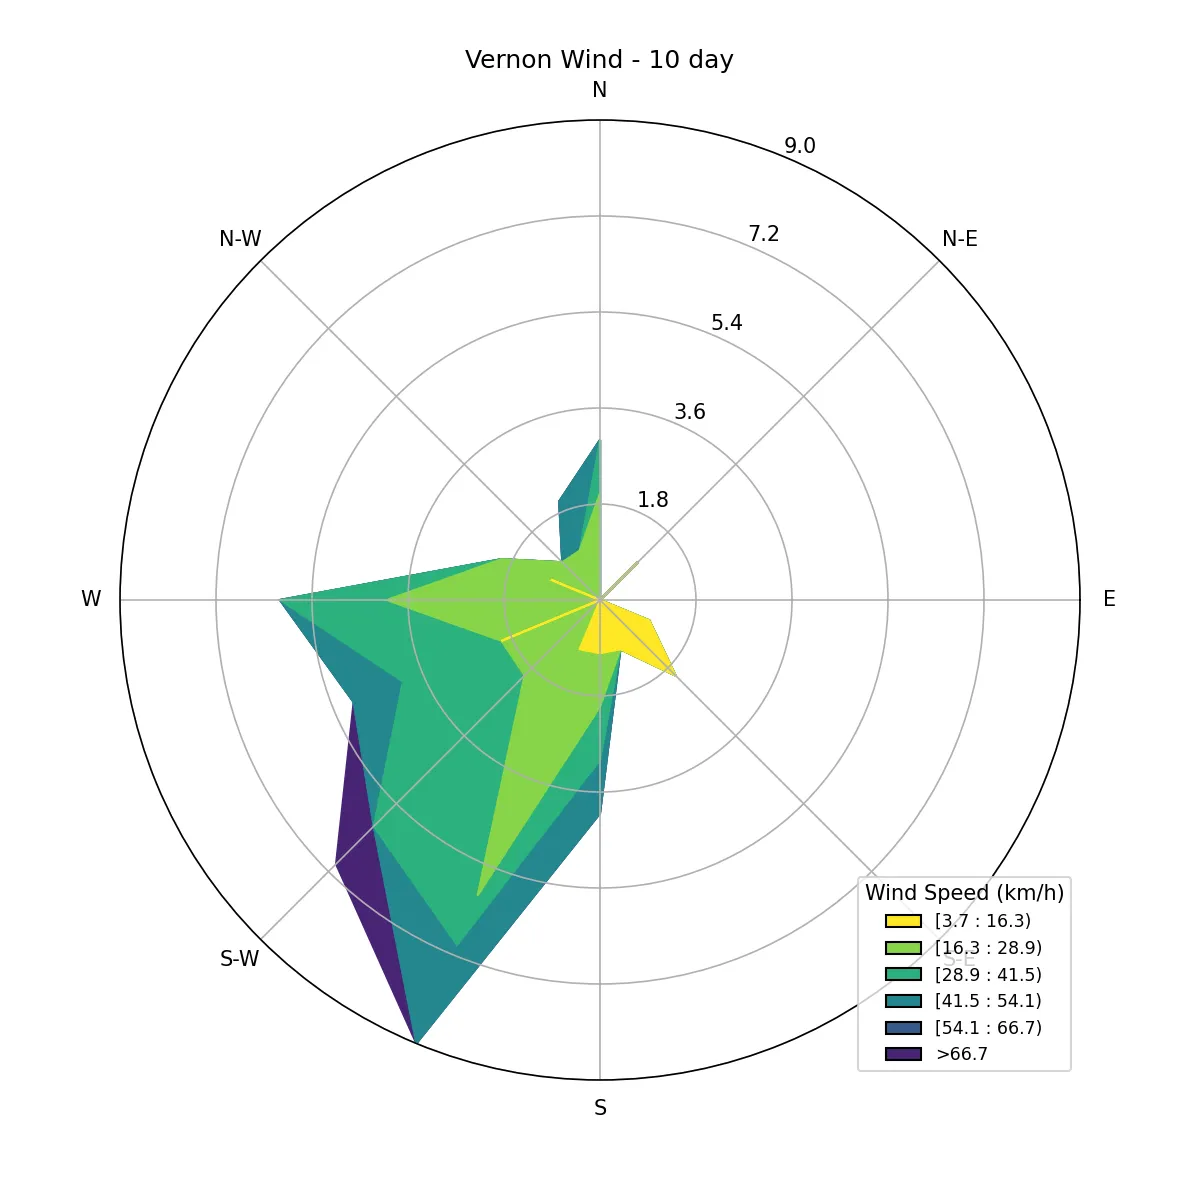 Vernon Wind - 10 day
N
9.0
N-W
7.2
N-E
5.4
3.6
1.8
W
E
S-W
S-E
S
Wind Speed (km/h)
[3.7 : 16.3)
[16.3 : 28.9)
[28.9 : 41.5)
[41.5 : 54.1)
[54.1 : 66.7)
>66.7